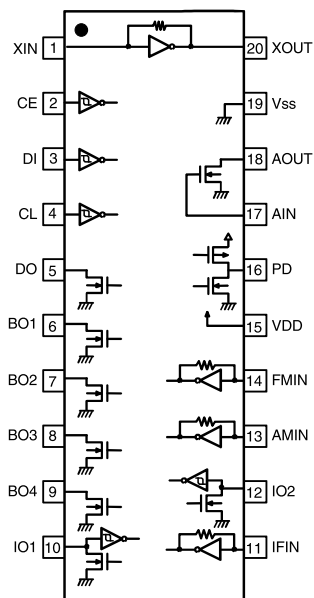 XIN 1 20 XOUT
CE 2 19 Vss
DI 3 18 AOUT
CL 4 17 AIN
DO 5 16 PD
BO1 6 15 VDD
BO2 7 14 FMIN
BO3 8 13 AMIN
BO4 9 12 IO2
IO1 10 11 IFIN